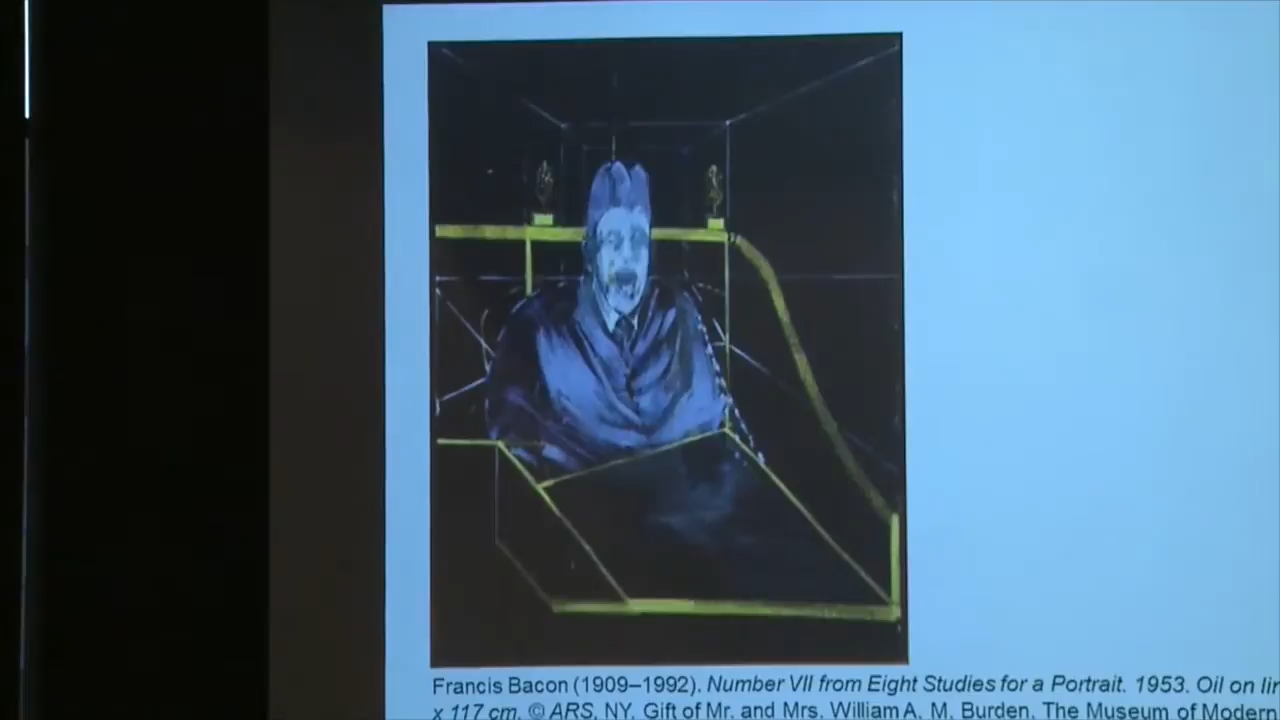 Francis Bacon (1909–1992). Number VII from Eight Studies for a Portrait. 1953. Oil on lin
x 117 cm. © ARS, NY. Gift of Mr. and Mrs. William A. M. Burden. The Museum of Modern